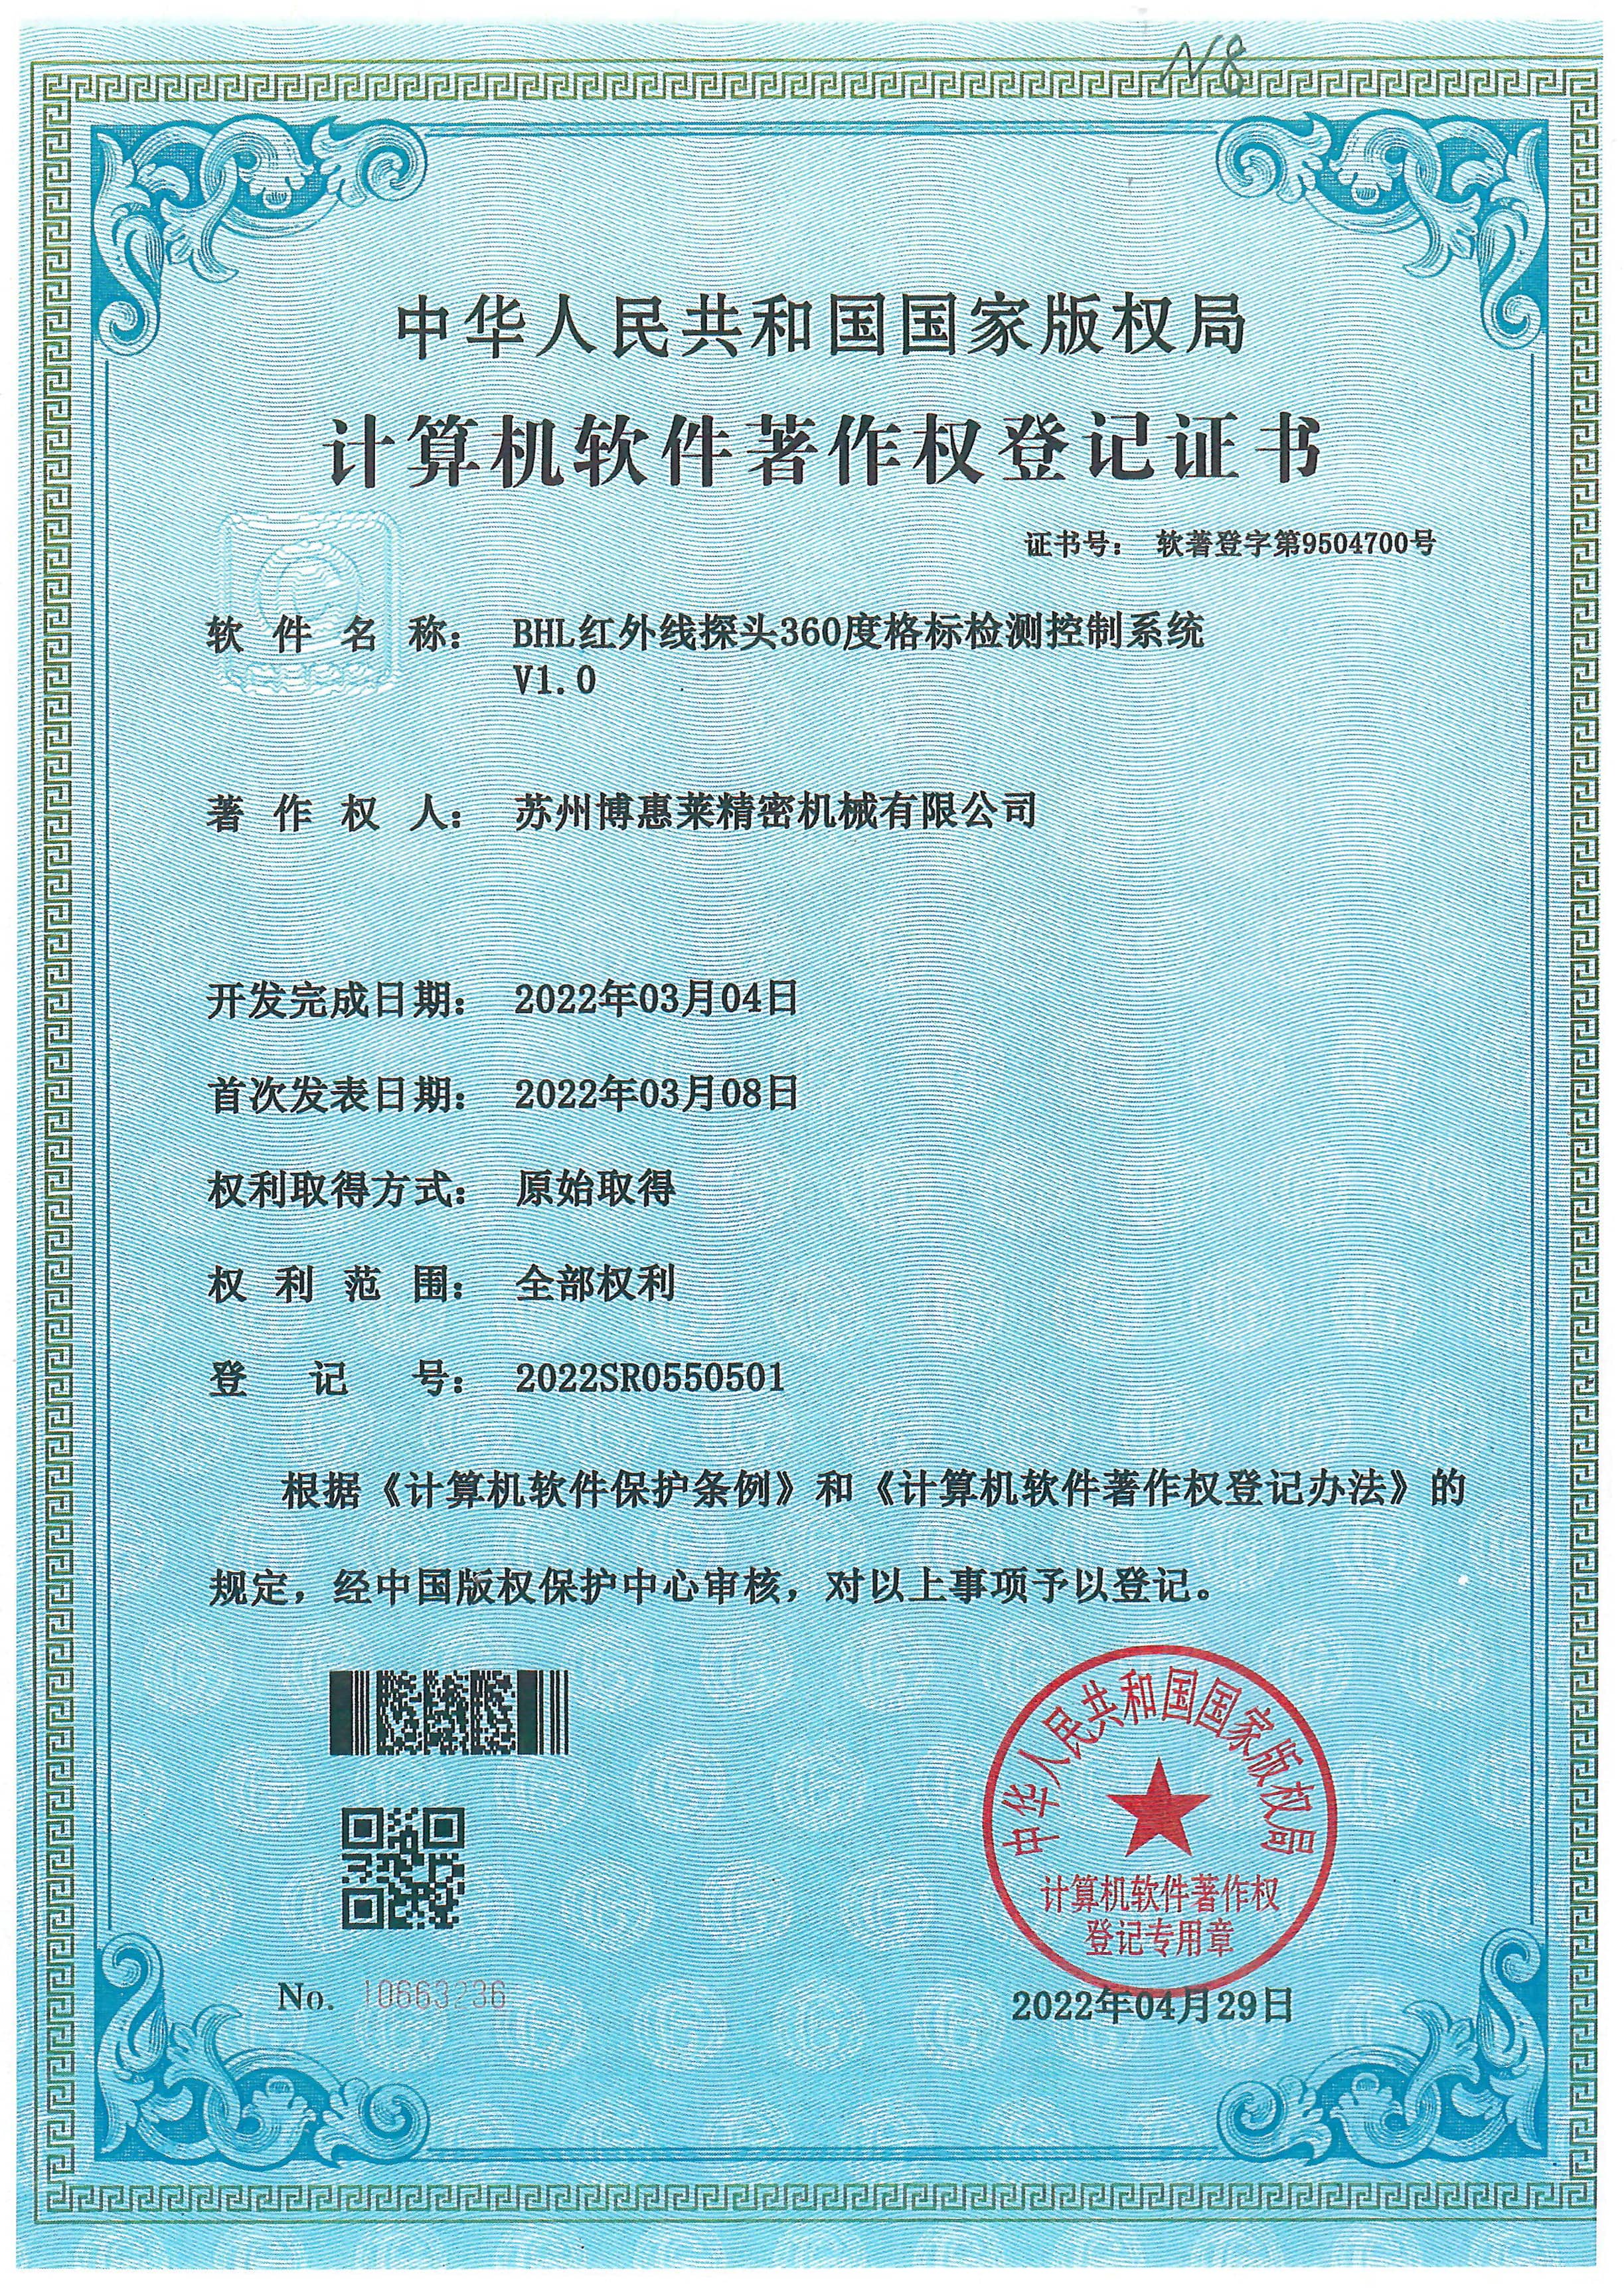 N8
中华人民共和国国家版权局
计算机软件著作权登记证书
证书号： 软著登字第9504700号
软件名称： BHL红外线探头360度格标检测控制系统
V1.0
著作权人： 苏州博惠莱精密机械有限公司
开发完成日期： 2022年03月04日
首次发表日期： 2022年03月08日
权利取得方式： 原始取得
权利范围： 全部权利
登记号： 2022SR0550501
根据《计算机软件保护条例》和《计算机软件著作权登记办法》的
规定，经中国版权保护中心审核，对以上事项予以登记。
中华人民共和国国家版权局
计算机软件著作权
登记专用章
No. 10663236
2022年04月29日